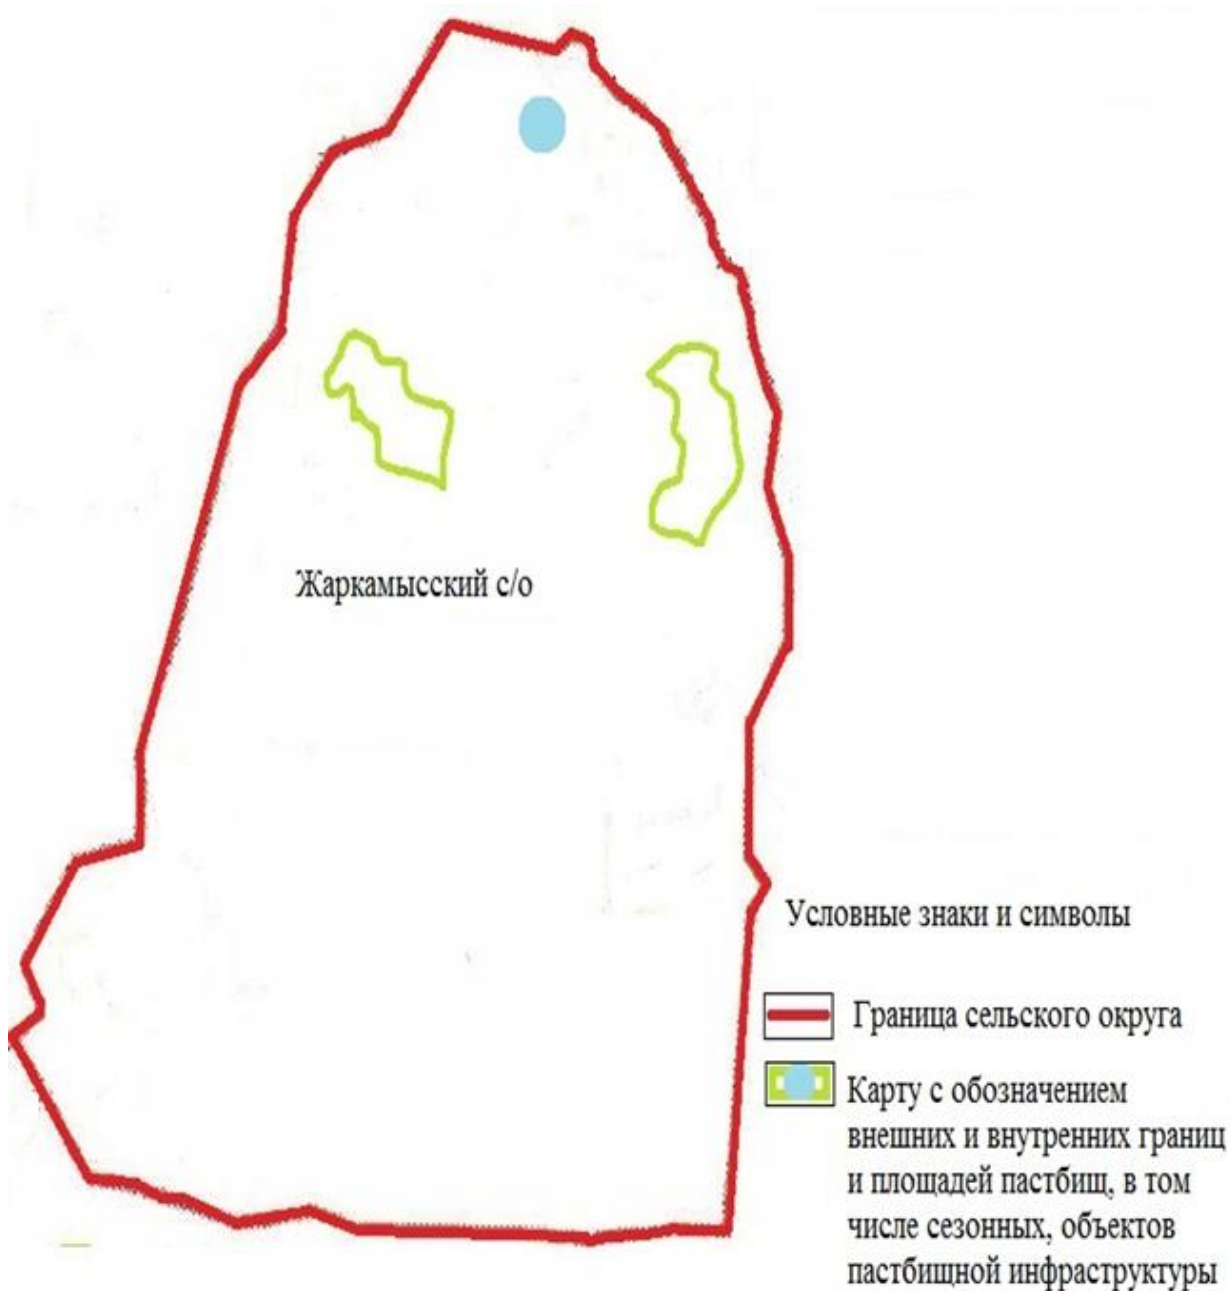 Жаркамысский с/о
Условные знаки и символы
Граница сельского округа
Карту с обозначением
внешних и внутренних границ
и площадей пастбищ, в том
числе сезонных, объектов
пастбищной инфраструктуры